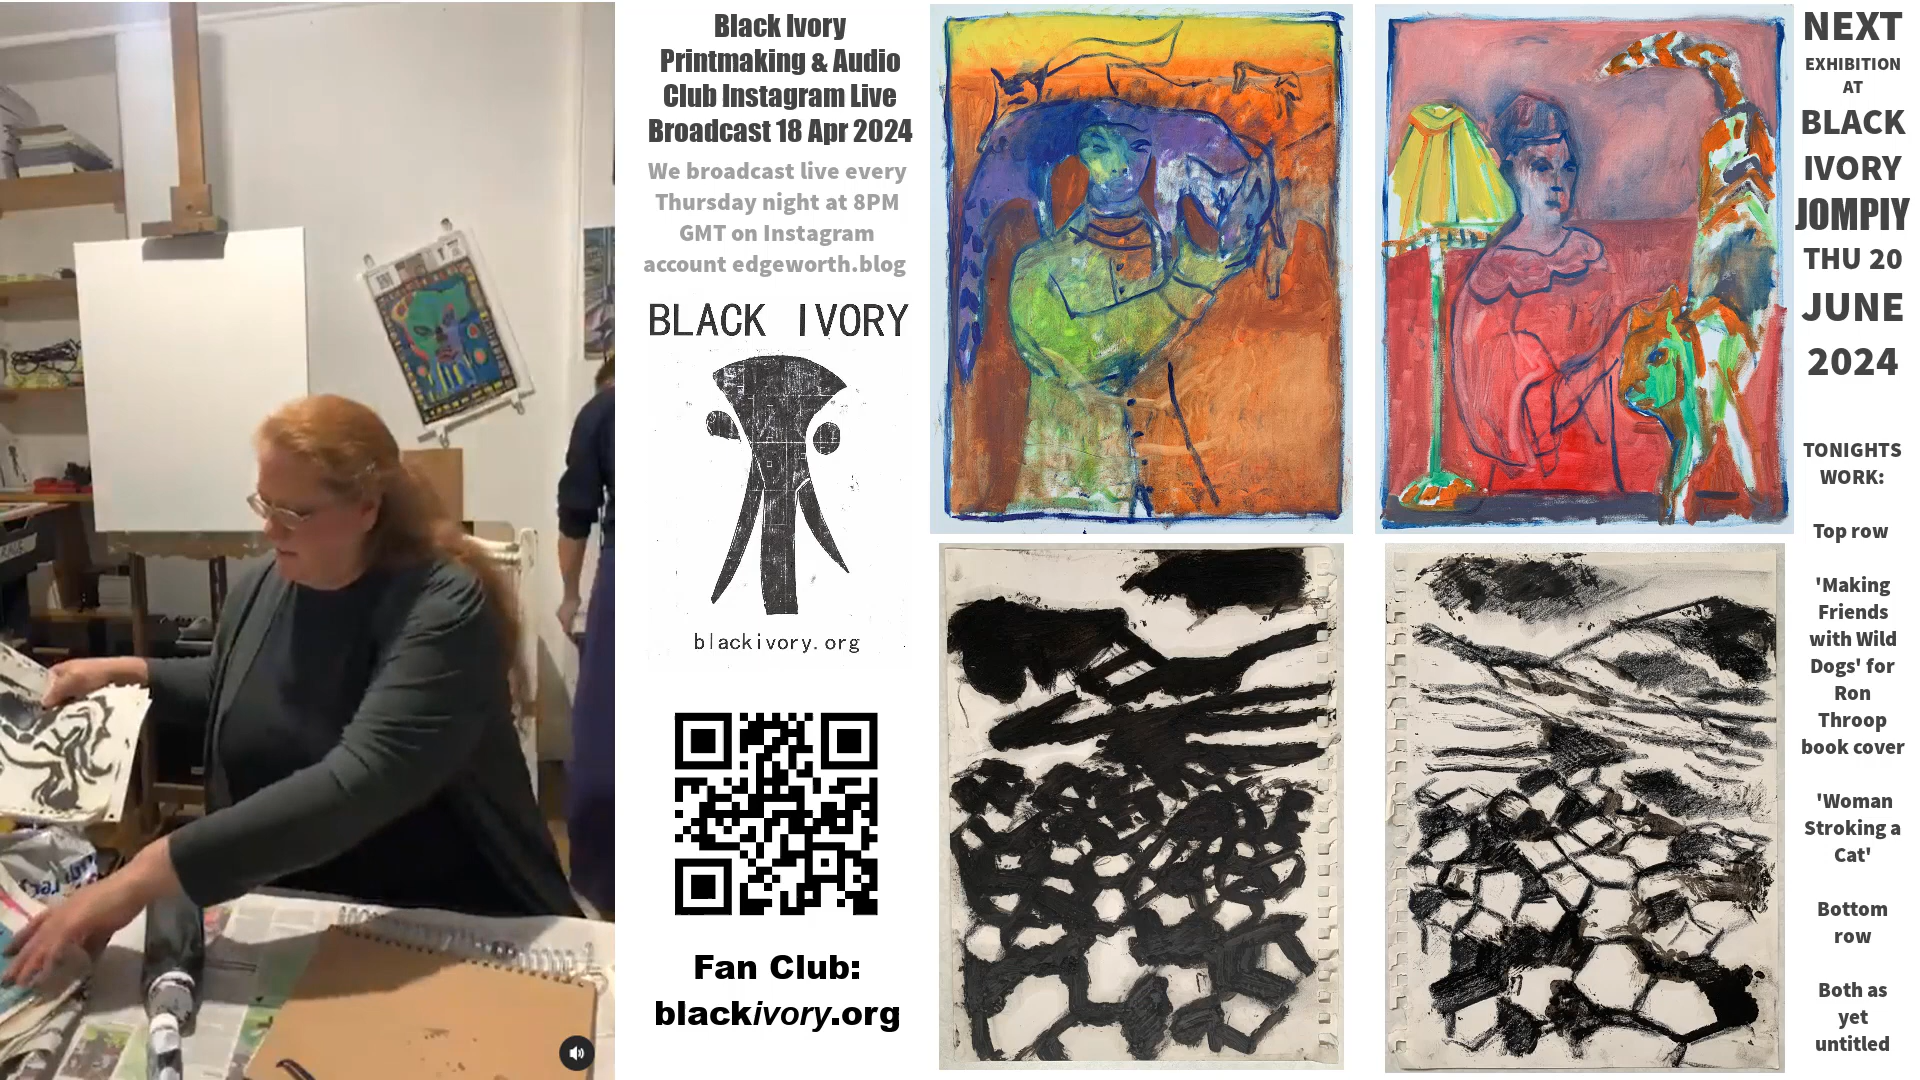 Black Ivory
Printmaking & Audio
Club Instagram Live
Broadcast 18 Apr 2024
We broadcast live every
Thursday night at 8PM
GMT on Instagram
account edgeworth.blog
BLACK IVORY
blackivory.org
Fan Club:
blackivory.org
NEXT
EXHIBITION
AT
BLACK
IVORY
JOMPIY
THU 20
JUNE
2024
TONIGHTS
WORK:
Top row
'Making
Friends
with Wild
Dogs' for
Ron
Throop
book cover
'Woman
Stroking a
Cat'
Bottom
row
Both as
yet
untitled